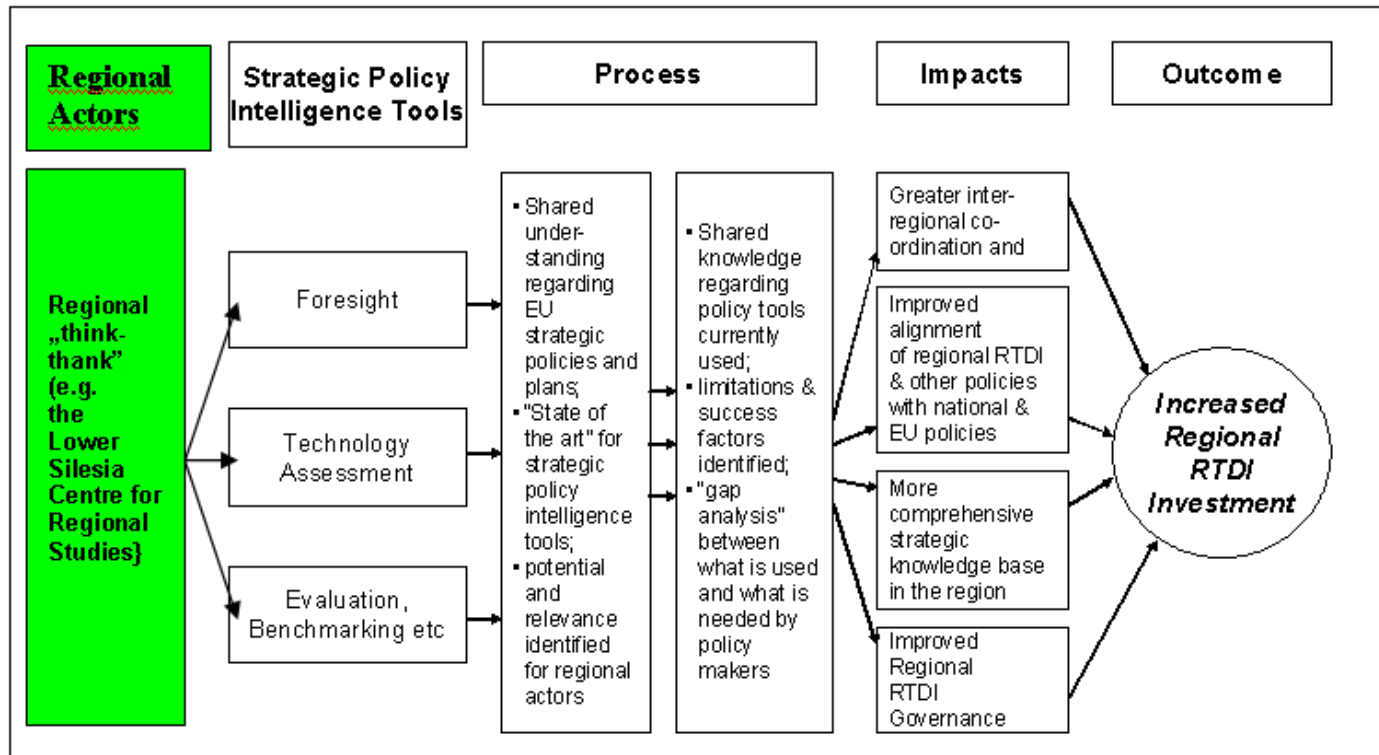 Regional
Actors
Strategic Policy
Intelligence Tools
Process
Impacts
Outcome
Regional
„think-
thank”
(e.g.
the
Lower
Silesia
Centre for
Regional
Studies}
Foresight
Technology
Assessment
Evaluation,
Benchmarking etc
▪ Shared
under-
standing
regarding
EU
strategic
policies and
plans;
▪ "State of
the art" for
strategic
policy
intelligence
tools;
▪ potential
and
relevance
identified
for regional
actors
▪ Shared
knowledge
regarding
policy tools
currently
used;
▪ limitations &
success
factors
identified;
▪ "gap
analysis"
between
what is used
and what is
needed by
policy
makers
Greater inter-
regional co-
ordination and
Improved
alignment
of regional RTDI
& other policies
with national &
EU policies
More
comprehensive
strategic
knowledge base
in the region
Improved
Regional
RTDI
Governance
Increased
Regional
RTDI
Investment